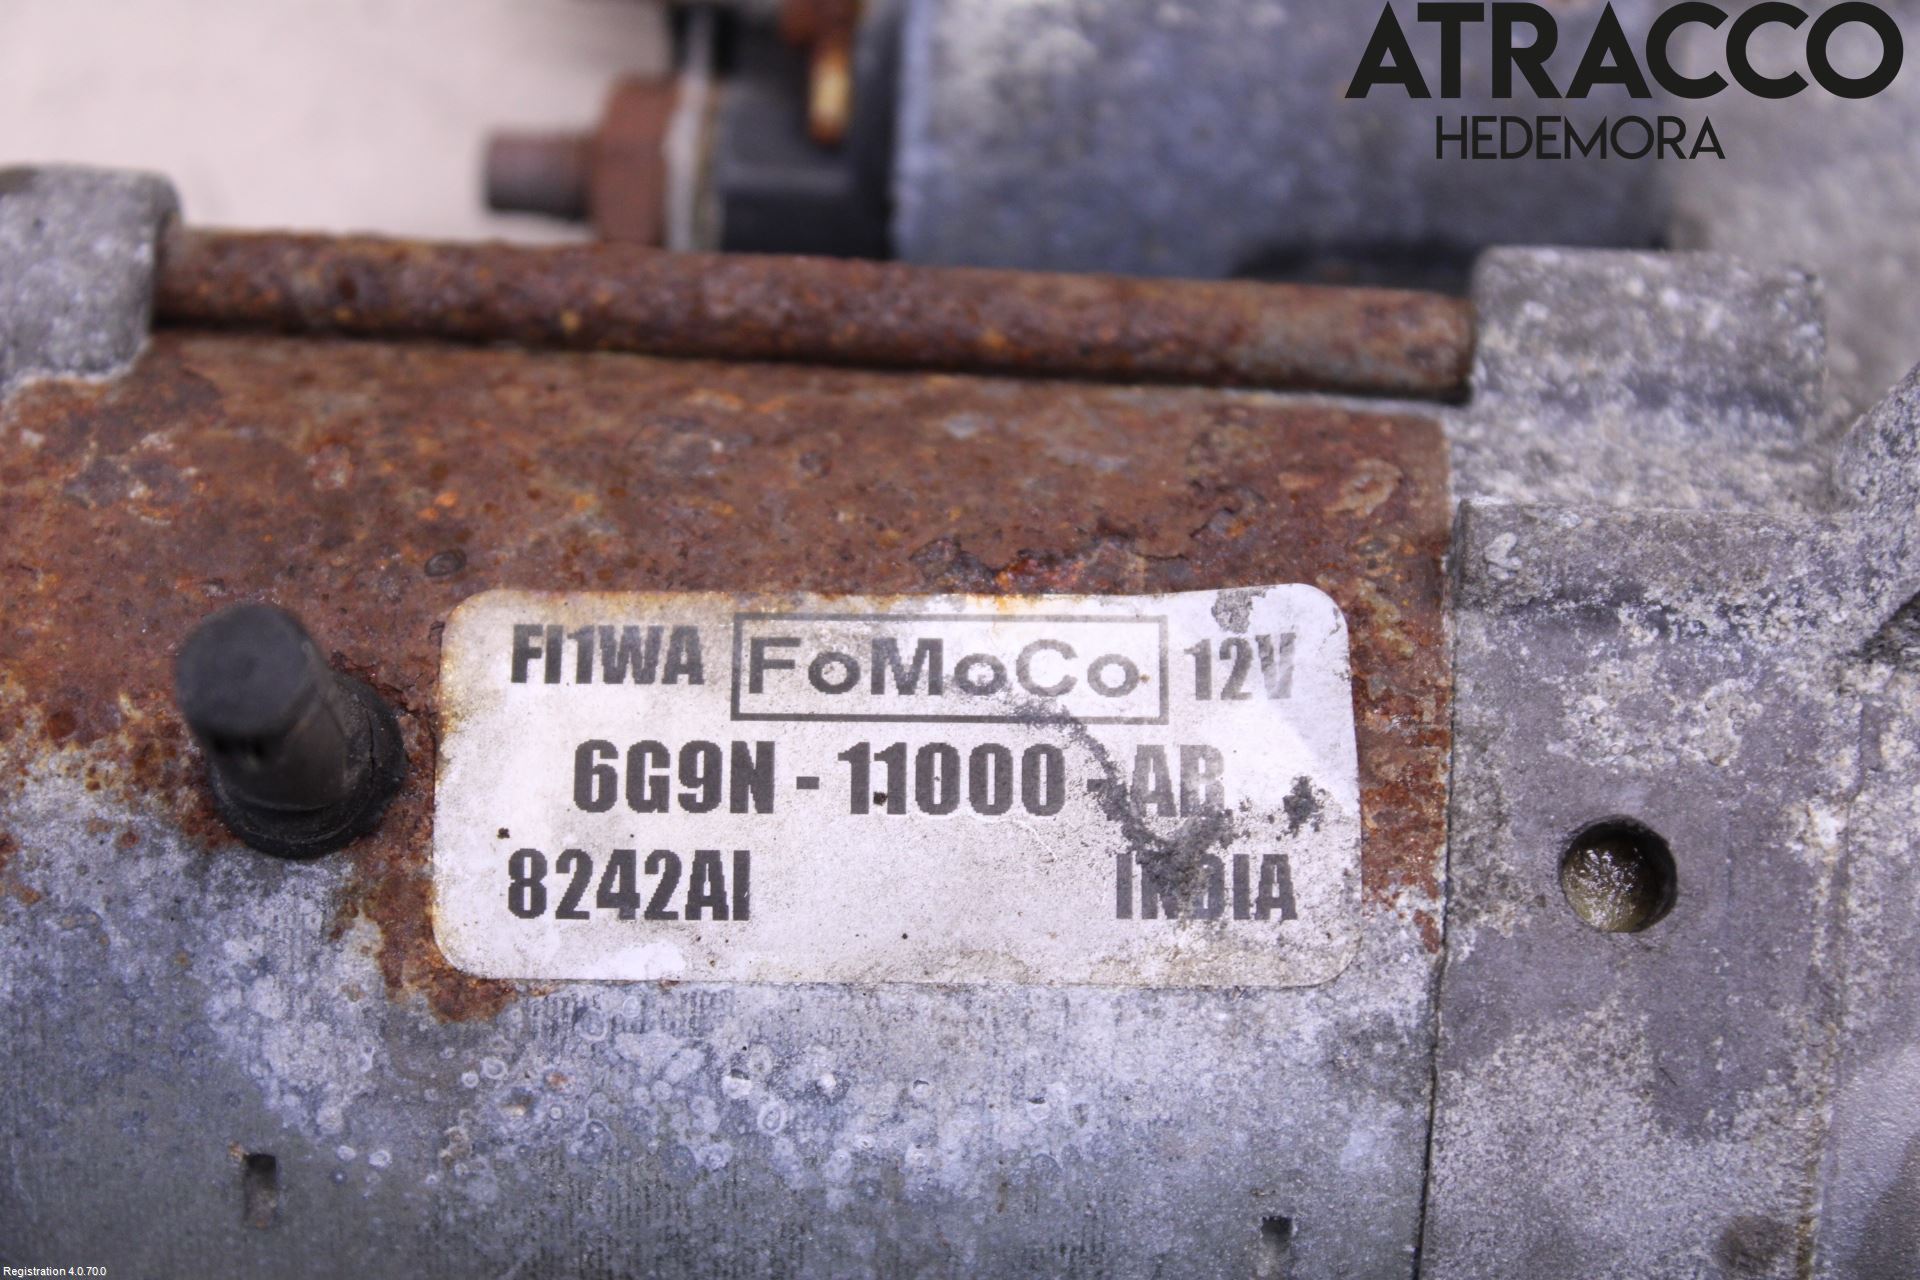 ATRACCO
HEDEMORA
FI1WA FoMoCo 12V
6G9N - 11000 - AB
8242AI INDIA
Registration 4.0.70.0